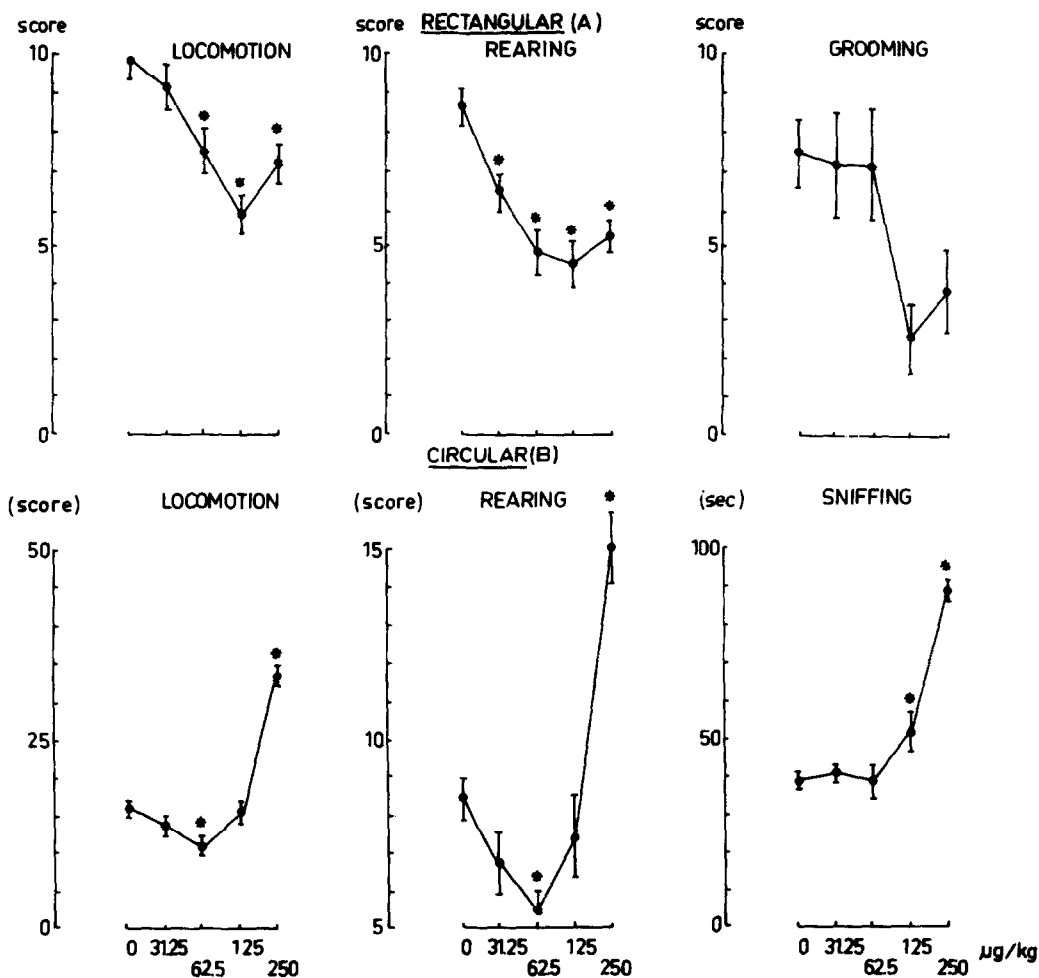 score RECTANGULAR (A) score score
LOCOMOTION REARING GROOMING
10 10 10
5 5 5
0 0 0
* * * * * * *
CIRCULAR (B)
(score) LOCOMOTION (score) REARING (sec) SNIFFING
50 15 100
25 10 50
0 5 0
* * * * * *
0 31.25 125 0 31.25 125 0 31.25 125 µg/kg
62.5 250 62.5 250 62.5 250